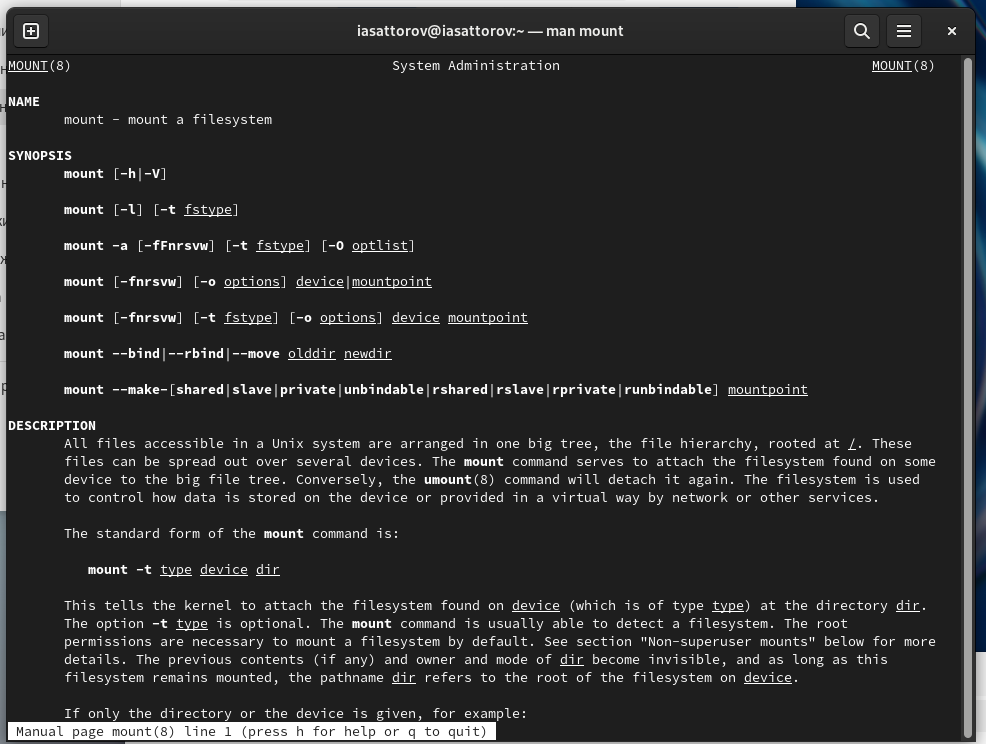 iasattorov@iasattorov:~ — man mount
MOUNT(8) System Administration MOUNT(8)
NAME
mount - mount a filesystem
SYNOPSIS
mount [-h|-V]
mount [-l] [-t fstype]
mount -a [-fFnrsvw] [-t fstype] [-O optlist]
mount [-fnrsvw] [-o options] device|mountpoint
mount [-fnrsvw] [-t fstype] [-o options] device mountpoint
mount --bind|--rbind|--move olddir newdir
mount --make-[shared|slave|private|unbindable|rshared|rslave|rprivate|runbindable] mountpoint
DESCRIPTION
All files accessible in a Unix system are arranged in one big tree, the file hierarchy, rooted at /. These
files can be spread out over several devices. The mount command serves to attach the filesystem found on some
device to the big file tree. Conversely, the umount(8) command will detach it again. The filesystem is used
to control how data is stored on the device or provided in a virtual way by network or other services.
The standard form of the mount command is:
mount -t type device dir
This tells the kernel to attach the filesystem found on device (which is of type type) at the directory dir.
The option -t type is optional. The mount command is usually able to detect a filesystem. The root
permissions are necessary to mount a filesystem by default. See section "Non-superuser mounts" below for more
details. The previous contents (if any) and owner and mode of dir become invisible, and as long as this
filesystem remains mounted, the pathname dir refers to the root of the filesystem on device.
If only the directory or the device is given, for example:
Manual page mount(8) line 1 (press h for help or q to quit)